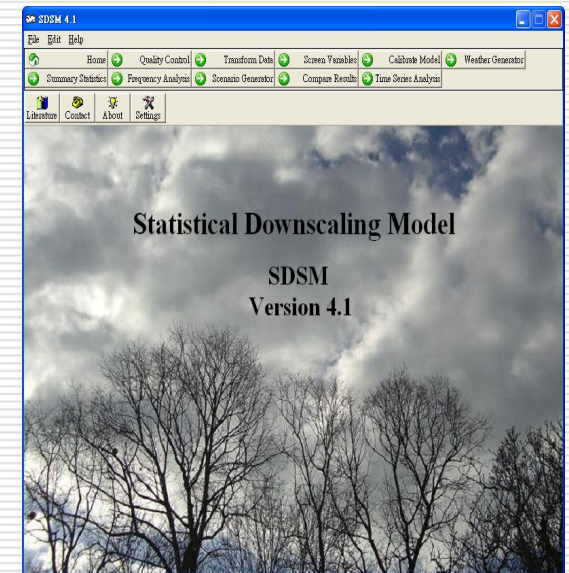 SDSM 4.1
File Edit Help
Home Quality Control Transform Data Screen Variables Calibrate Model Weather Generator
Summary Statistics Frequency Analysis Scenario Generator Compare Results Time Series Analysis
Literature Contact About Settings
Statistical Downscaling Model
SDSM
Version 4.1